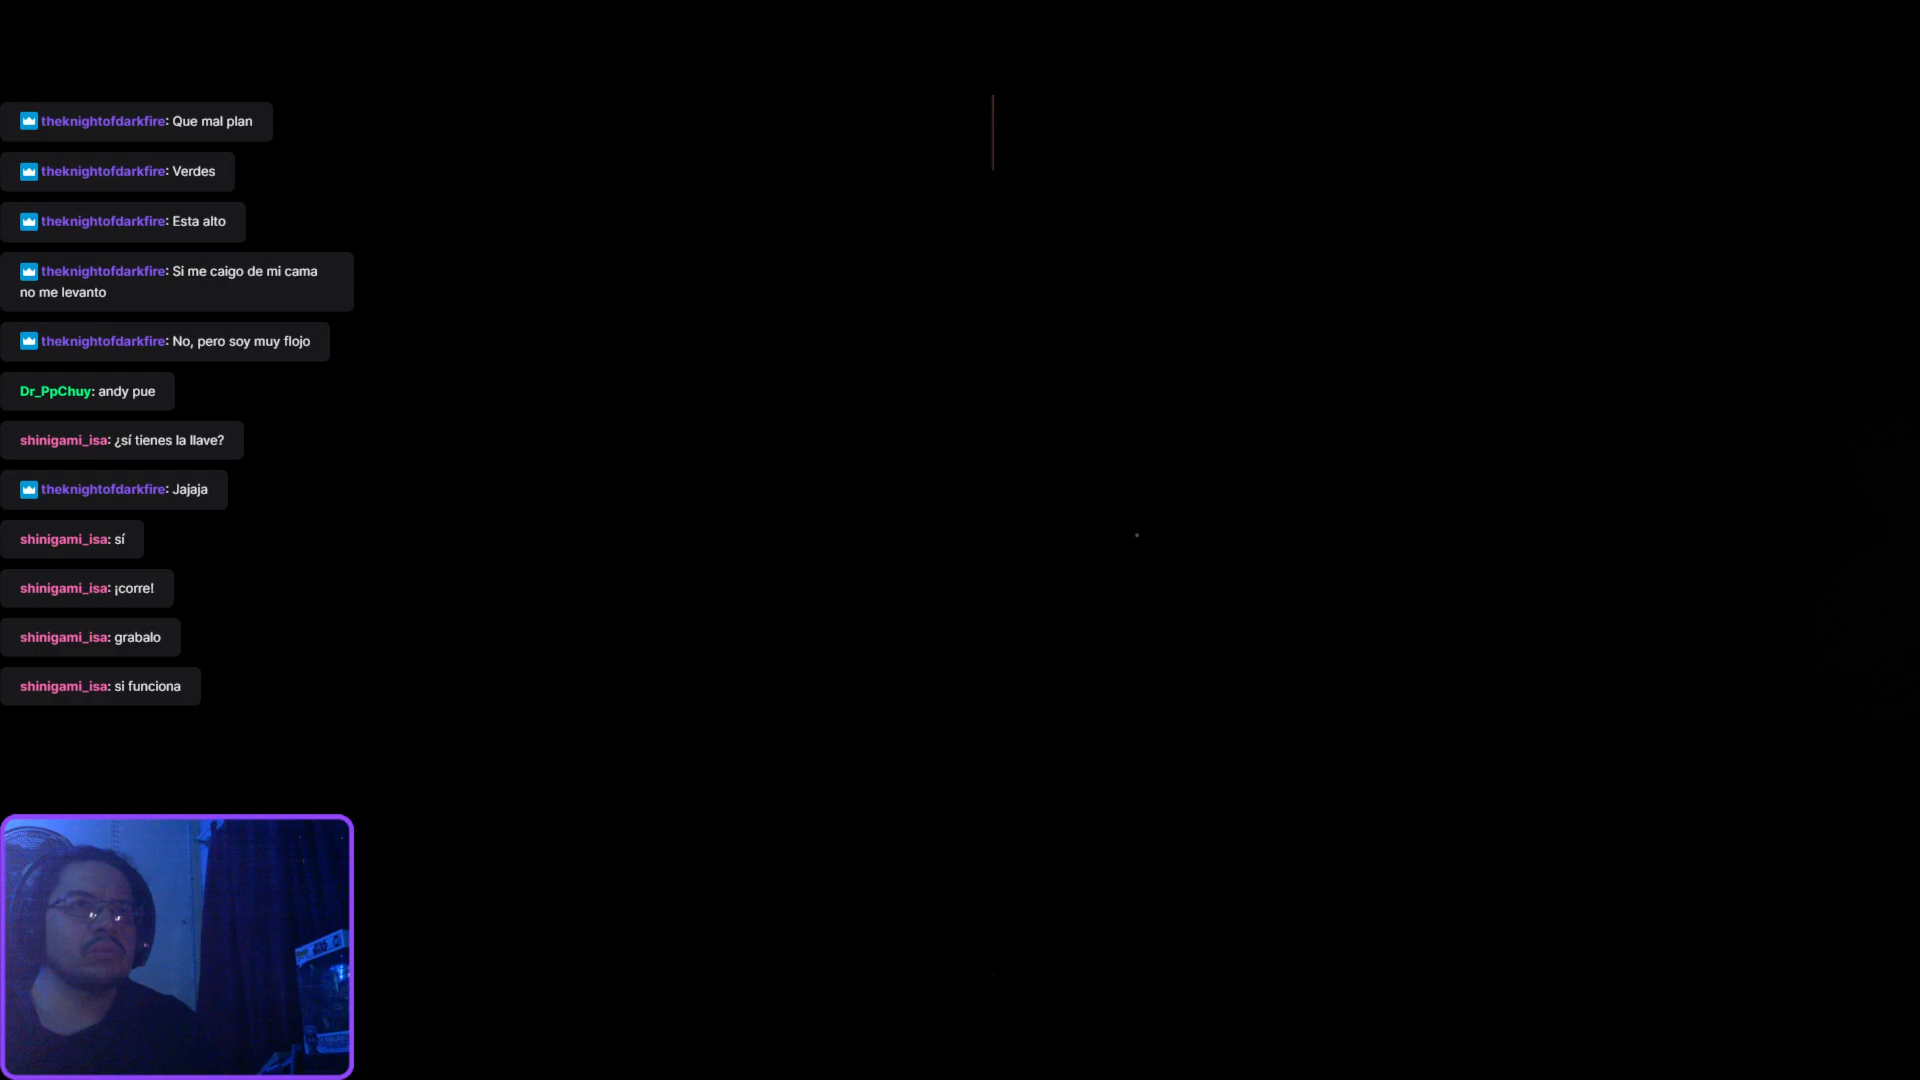 theknightofdarkfire: Que mal plan
theknightofdarkfire: Verdes
theknightofdarkfire: Esta alto
theknightofdarkfire: Si me caigo de mi cama
no me levanto
theknightofdarkfire: No, pero soy muy flojo
Dr_PpChuy: andy pue
shinigami_isa: ¿sí tienes la llave?
theknightofdarkfire: Jajaja
shinigami_isa: sí
shinigami_isa: ¡corre!
shinigami_isa: grabalo
shinigami_isa: si funciona
STAR WARS